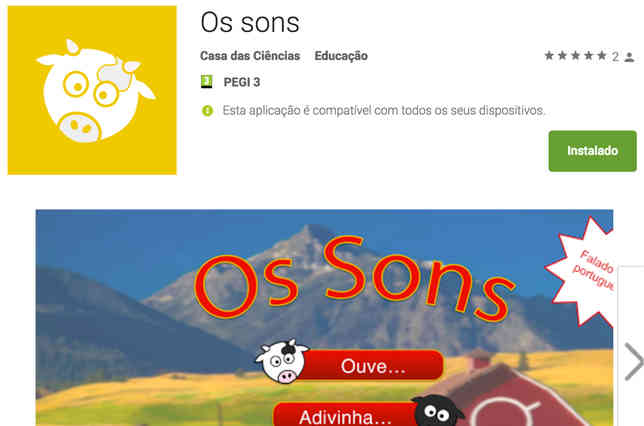 Os sons
Casa das Ciências Educação
2
3 PEGI 3
Esta aplicação é compatível com todos os seus dispositivos.
Instalado
Os Sons
Falado
portugu
Ouve...
Adivinha...